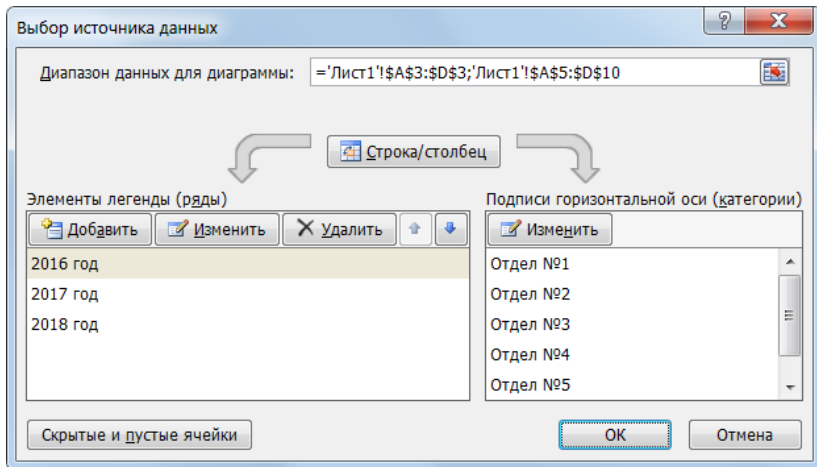 Выбор источника данных
Диапазон данных для диаграммы: ='Лист1'!$A$3:$D$3;'Лист1'!$A$5:$D$10
Строка/столбец
Элементы легенды (ряды)
Добавить Изменить Удалить
2016 год
2017 год
2018 год
Подписи горизонтальной оси (категории)
Изменить
Отдел №1
Отдел №2
Отдел №3
Отдел №4
Отдел №5
Скрытые и пустые ячейки
ОК Отмена